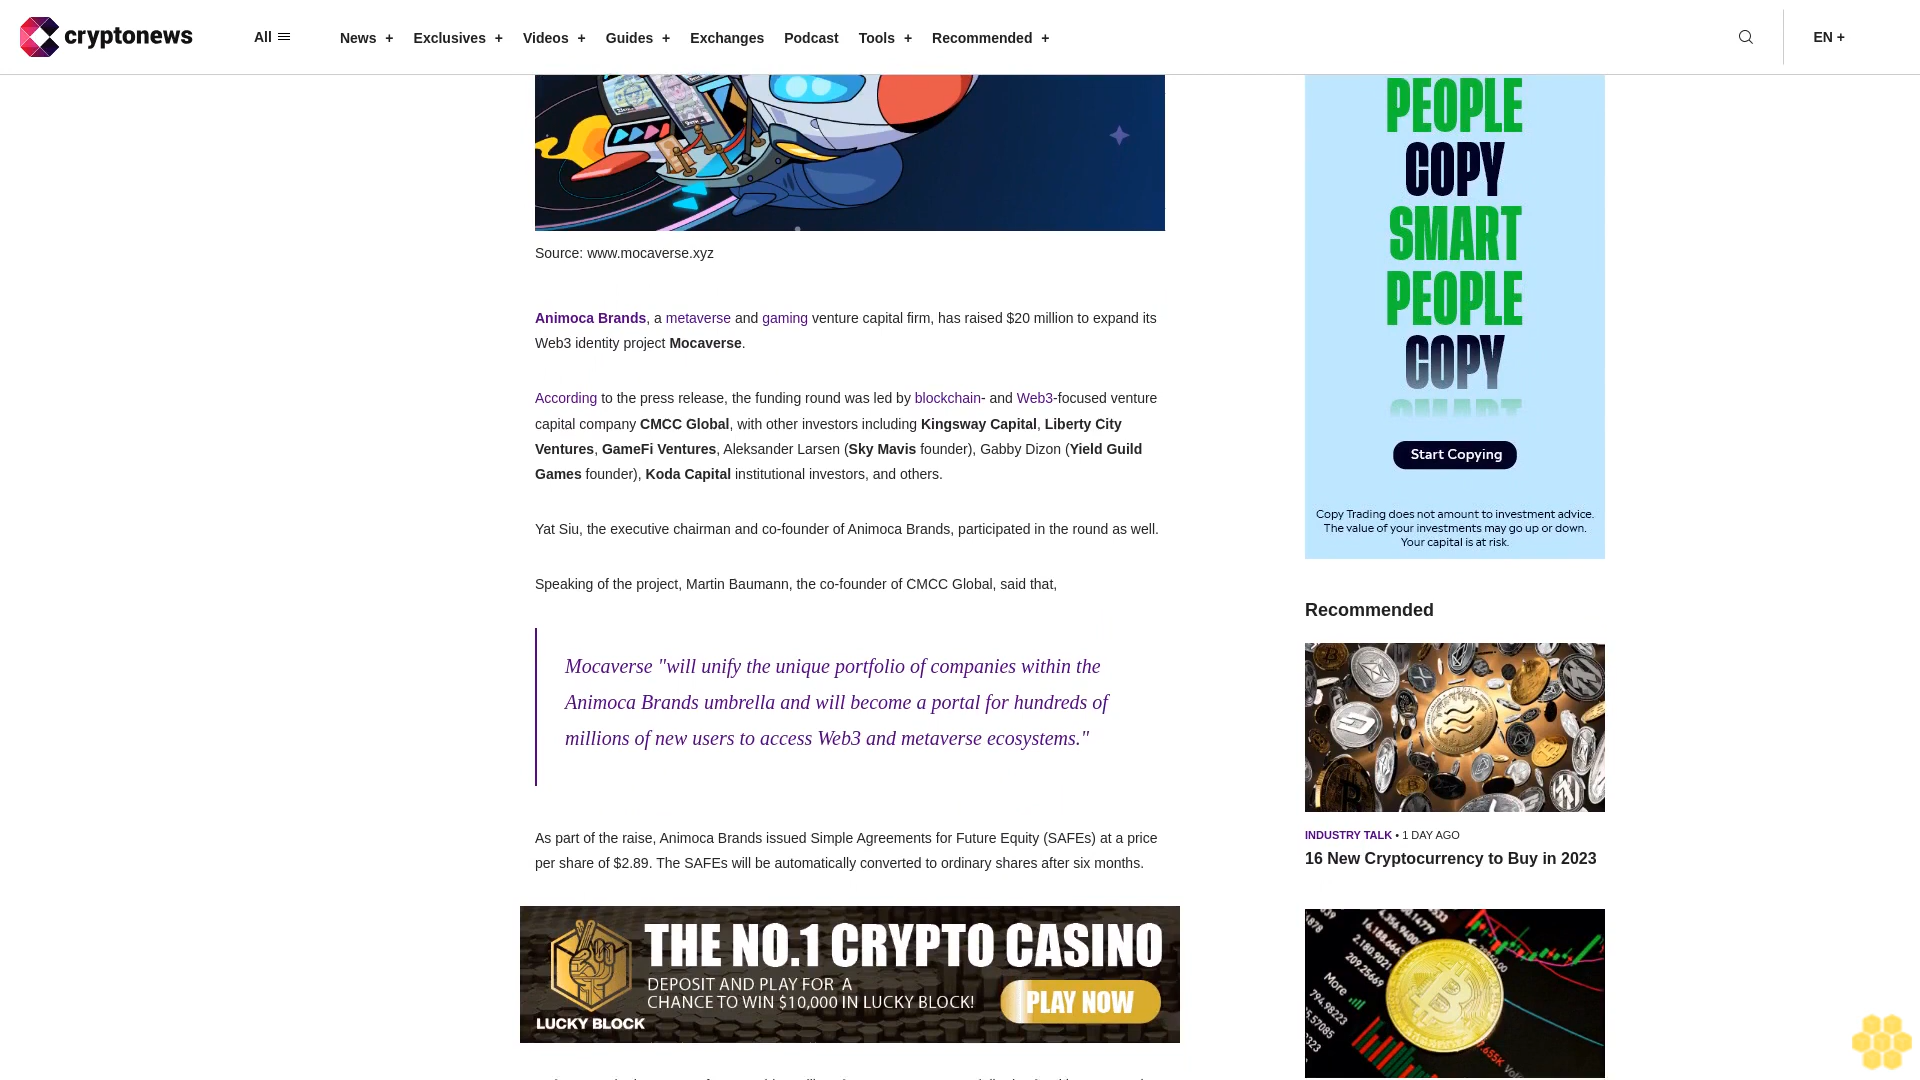 cryptonews
All
News +
Exclusives +
Videos +
Guides +
Exchanges
Podcast
Tools +
Recommended +
EN +
Source: www.mocaverse.xyz
Animoca Brands, a metaverse and gaming venture capital firm, has raised $20 million to expand its
Web3 identity project Mocaverse.
According to the press release, the funding round was led by blockchain- and Web3-focused venture
capital company CMCC Global, with other investors including Kingsway Capital, Liberty City
Ventures, GameFi Ventures, Aleksander Larsen (Sky Mavis founder), Gabby Dizon (Yield Guild
Games founder), Koda Capital institutional investors, and others.
Yat Siu, the executive chairman and co-founder of Animoca Brands, participated in the round as well.
Speaking of the project, Martin Baumann, the co-founder of CMCC Global, said that,
Mocaverse "will unify the unique portfolio of companies within the
Animoca Brands umbrella and will become a portal for hundreds of
millions of new users to access Web3 and metaverse ecosystems."
As part of the raise, Animoca Brands issued Simple Agreements for Future Equity (SAFEs) at a price
per share of $2.89. The SAFEs will be automatically converted to ordinary shares after six months.
THE NO.1 CRYPTO CASINO
DEPOSIT AND PLAY FOR A
CHANCE TO WIN $10,000 IN LUCKY BLOCK!
PLAY NOW
LUCKY BLOCK
PEOPLE
COPY
SMART
PEOPLE
COPY
SMART
Start Copying
Copy Trading does not amount to investment advice.
The value of your investments may go up or down.
Your capital is at risk.
Recommended
INDUSTRY TALK • 1 DAY AGO
16 New Cryptocurrency to Buy in 2023
More